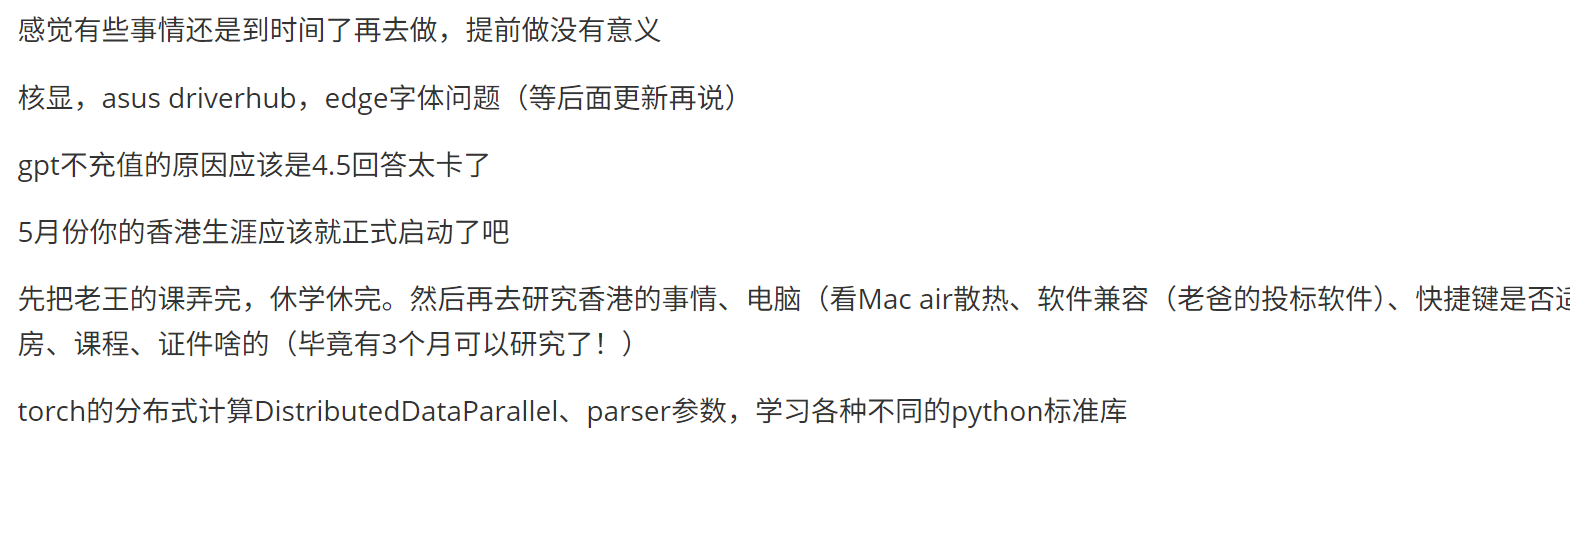 感觉有些事情还是到时间了再去做，提前做没有意义
核显，asus driverhub，edge字体问题（等后面更新再说）
gpt不充值的原因应该是4.5回答太卡了
5月份你的香港生涯应该就正式启动了吧
先把老王的课弄完，休学休完。然后再去研究香港的事情、电脑（看Mac air散热、软件兼容（老爸的投标软件）、快捷键是否
房、课程、证件啥的（毕竟有3个月可以研究了！）
torch的分布式计算DistributedDataParallel、parser参数，学习各种不同的python标准库